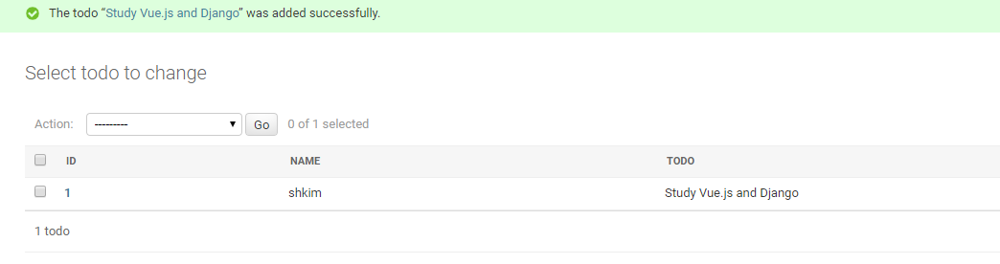 The todo “Study Vue.js and Django” was added successfully.
Select todo to change
Action: --------- Go 0 of 1 selected
ID NAME TODO
1 shkim Study Vue.js and Django
1 todo